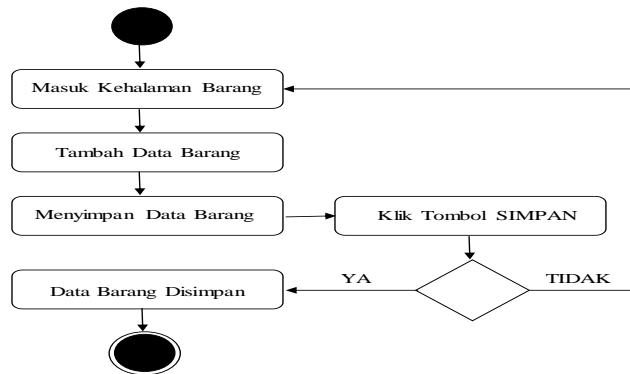 Masuk Kehalaman Barang
Tambah Data Barang
Menyimpan Data Barang
Klik Tombol SIMPAN
YA
TIDAK
Data Barang Disimpan